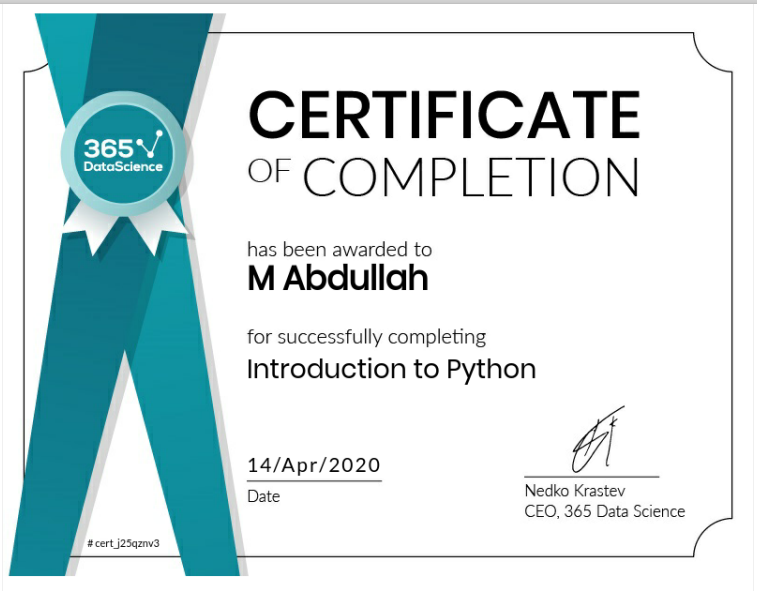 365
DataScience
CERTIFICATE
OF COMPLETION
has been awarded to
M Abdullah
for successfully completing
Introduction to Python
14/Apr/2020
Date
Nedko Krastev
CEO, 365 Data Science
# cert_j25qznv3